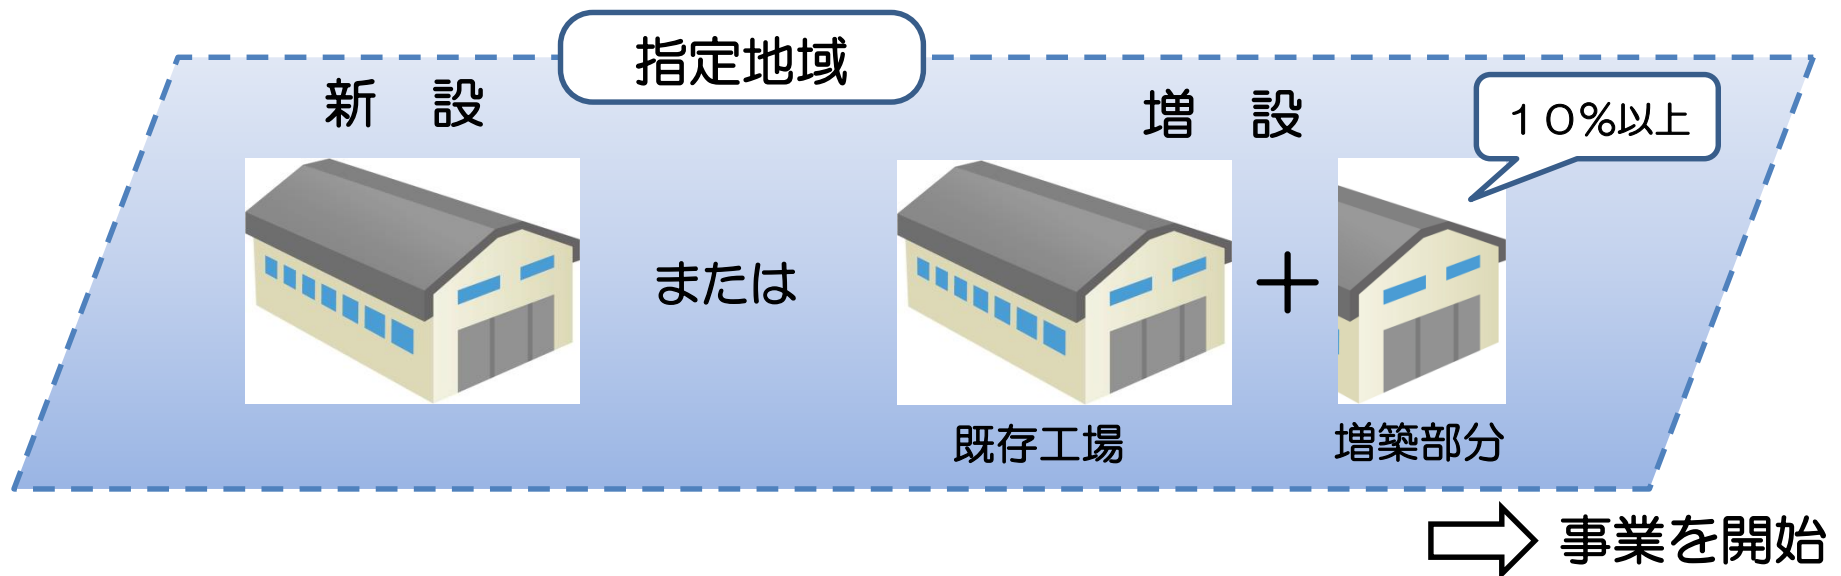 指定地域
新　設
増　設
１０％以上
または
＋
既存工場
増築部分
事業を開始